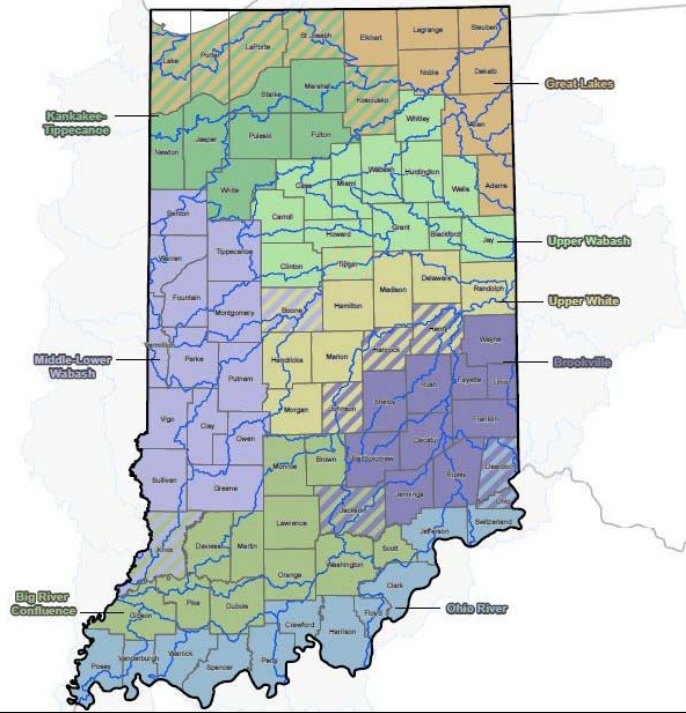 Steuben
Lagrange
Elkhart
St Joseph
LaPorte
Porter
Lake
Noble
Dekalb
Great Lakes
Marshall
Starke
Kosciusko
Kankakee-
Tippecanoe
Whitley
Allen
Jasper
Pulaski
Fulton
Newton
Wabash
Huntington
White
Cass
Miami
Wells
Adams
Benton
Carroll
Grant
Blackford
Jay
Howard
Upper Wabash
Warren
Tippecanoe
Clinton
Tipton
Delaware
Randolph
Madison
Upper White
Fountain
Boone
Hamilton
Montgomery
Henry
Wayne
Middle-Lower
Wabash
Vermillion
Parke
Hendricks
Marion
Hancock
Brookville
Putnam
Rush
Fayette
Union
Morgan
Johnson
Shelby
Vigo
Clay
Franklin
Owen
Decatur
Monroe
Brown
Bartholomew
Ripley
Dearborn
Sullivan
Greene
Jennings
Ohio
Jackson
Lawrence
Jefferson
Switzerland
Knox
Daviess
Martin
Scott
Washington
Orange
Clark
Big River
Confluence
Gibson
Pike
Dubois
Floyd
Ohio River
Crawford
Harrison
Posey
Vanderburgh
Warrick
Spencer
Perry